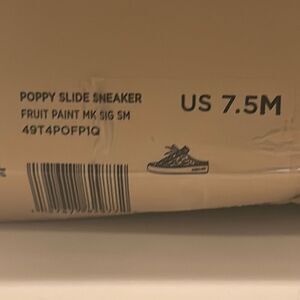 POPPY SLIDE SNEAKER
US 7.5M
FRUIT PAINT MK SIG SM
49T4POFP1Q